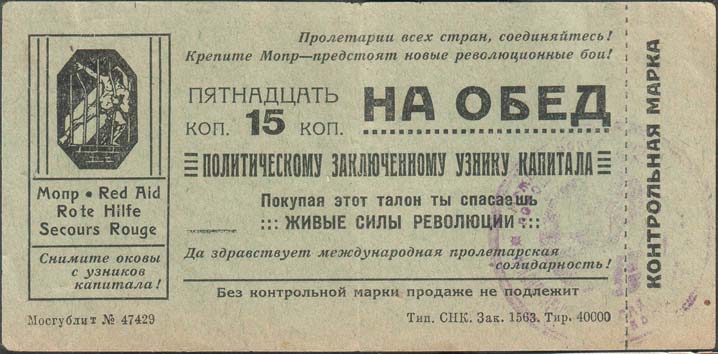 Пролетарии всех стран, соединяйтесь!
Крепите Мопр—предстоят новые революционные бои!
ПЯТНАДЦАТЬ
КОП. 15 КОП.
НА ОБЕД
ПОЛИТИЧЕСКОМУ ЗАКЛЮЧЕННОМУ УЗНИКУ КАПИТАЛА
Покупая этот талон ты спасаешь
::: ЖИВЫЕ СИЛЫ РЕВОЛЮЦИИ :::
Да здравствует международная пролетарская
солидарность!
Без контрольной марки продаже не подлежит
Мопр • Red Aid
Rote Hilfe
Secours Rouge
Снимите оковы
с узников
капитала!
Мосгублит № 47429
Тип. СНК. Зак. 1563. Тир. 40000
КОНТРОЛЬНАЯ МАРКА